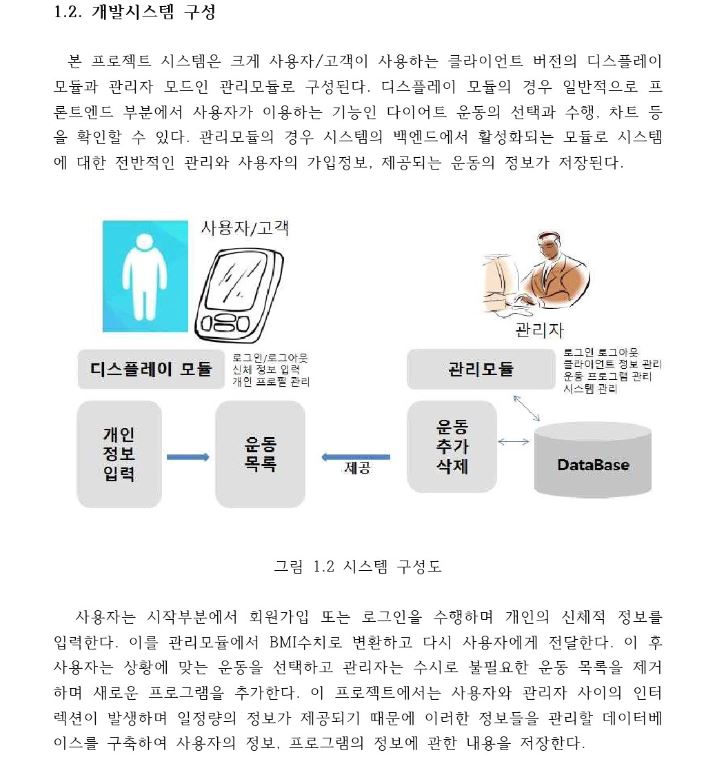 1.2. 개발시스템 구성
본 프로젝트 시스템은 크게 사용자/고객이 사용하는 클라이언트 버전의 디스플레이
모듈과 관리자 모드인 관리모듈로 구성된다. 디스플레이 모듈의 경우 일반적으로 프
론트엔드 부분에서 사용자가 이용하는 기능인 다이어트 운동의 선택과 수행, 차트 등
을 확인할 수 있다. 관리모듈의 경우 시스템의 백엔드에서 활성화되는 모듈로 시스템
에 대한 전반적인 관리와 사용자의 가입정보, 제공되는 운동의 정보가 저장된다.
사용자/고객
관리자
디스플레이 모듈
로그인/로그아웃
신체 정보 입력
개인 프로필 관리
관리모듈
로그인 로그아웃
클라이언트 정보 관리
운동 프로그램 관리
시스템 관리
개인
정보
입력
운동
목록
제공
운동
추가
삭제
DataBase
그림 1.2 시스템 구성도
사용자는 시작부분에서 회원가입 또는 로그인을 수행하며 개인의 신체적 정보를
입력한다. 이를 관리모듈에서 BMI수치로 변환하고 다시 사용자에게 전달한다. 이 후
사용자는 상황에 맞는 운동을 선택하고 관리자는 수시로 불필요한 운동 목록을 제거
하며 새로운 프로그램을 추가한다. 이 프로젝트에서는 사용자와 관리자 사이의 인터
렉션이 발생하며 일정량의 정보가 제공되기 때문에 이러한 정보들을 관리할 데이터베
이스를 구축하여 사용자의 정보, 프로그램의 정보에 관한 내용을 저장한다.